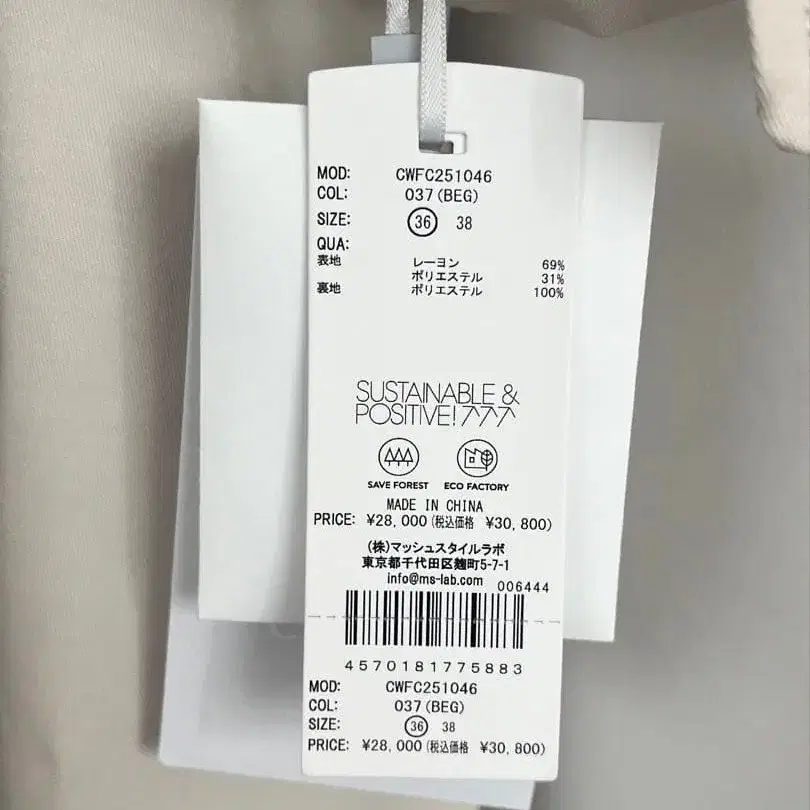 MOD: CWFC251046
COL: 037(BEG)
SIZE: 36 38
QUA:
表地 レーヨン 69%
ポリエステル 31%
裏地 ポリエステル 100%
SUSTAINABLE &
POSITIVE!
SAVE FOREST ECO FACTORY
MADE IN CHINA
PRICE: ¥28,000(税込価格 ¥30,800)
(株)マッシュスタイルラボ
東京都千代田区麹町5-7-1
info@ms-lab.com
006444
4570181775883
MOD: CWFC251046
COL: 037(BEG)
SIZE: 36 38
PRICE: ¥28,000(税込価格 ¥30,800)